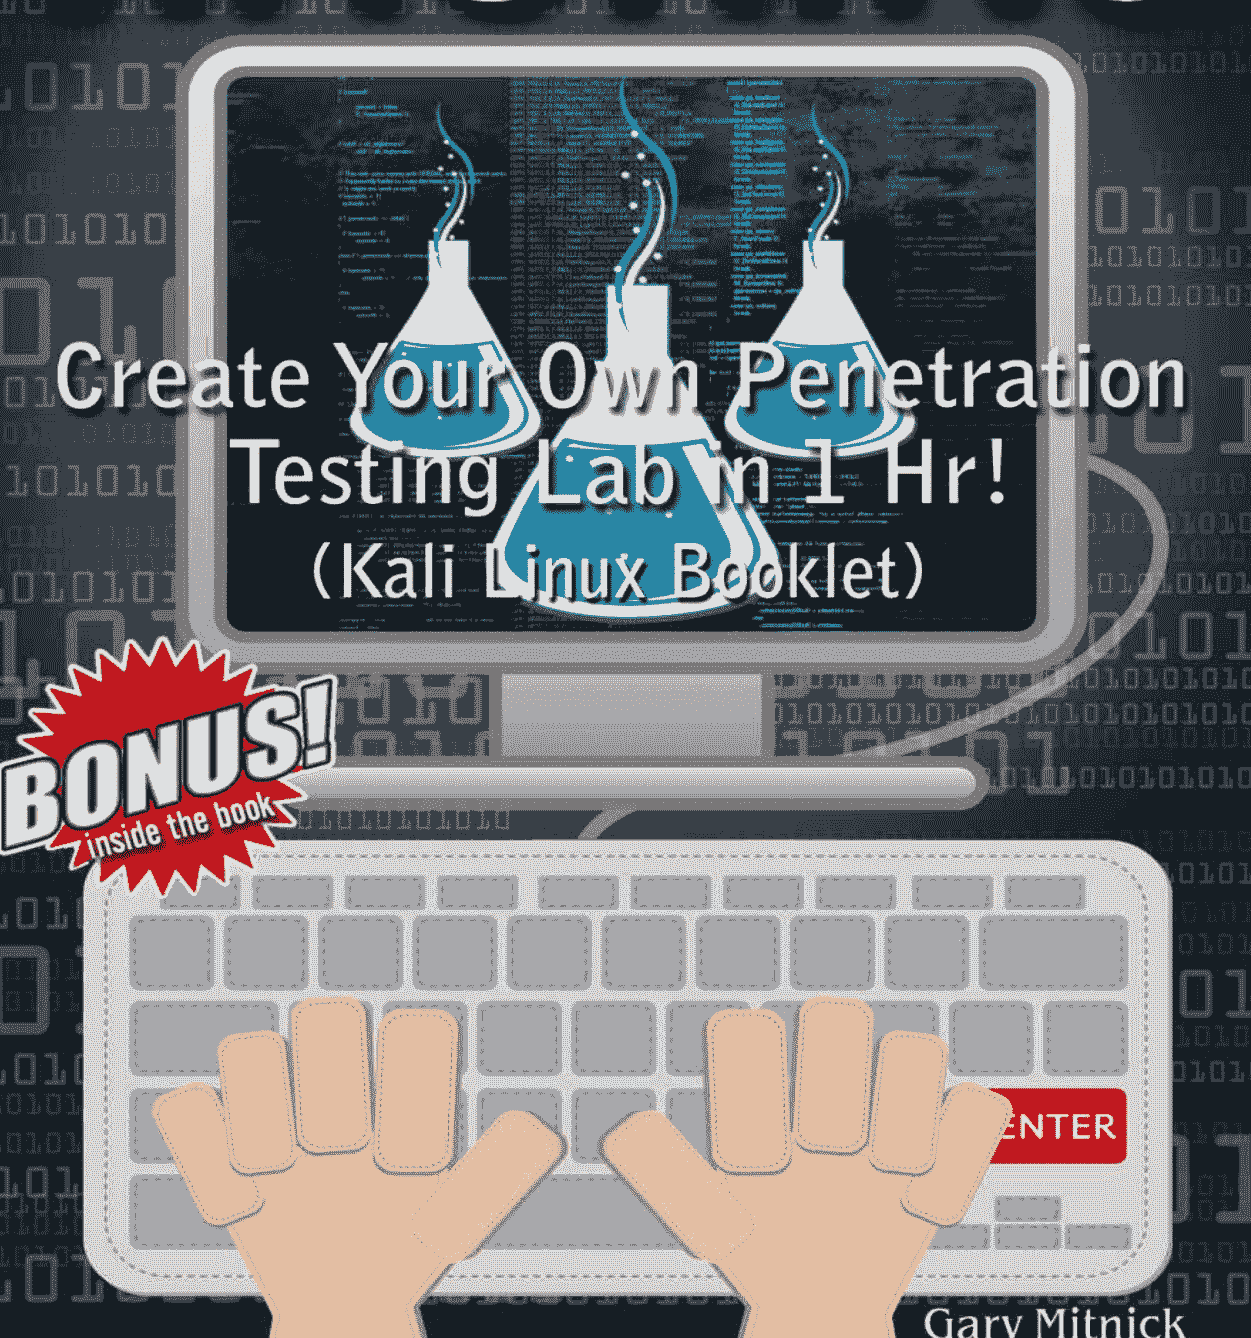 Create Your Own Penetration
Testing Lab in 1 Hr!
(Kali Linux Booklet)
BONUS!
inside the book
ENTER
Gary Mitnick